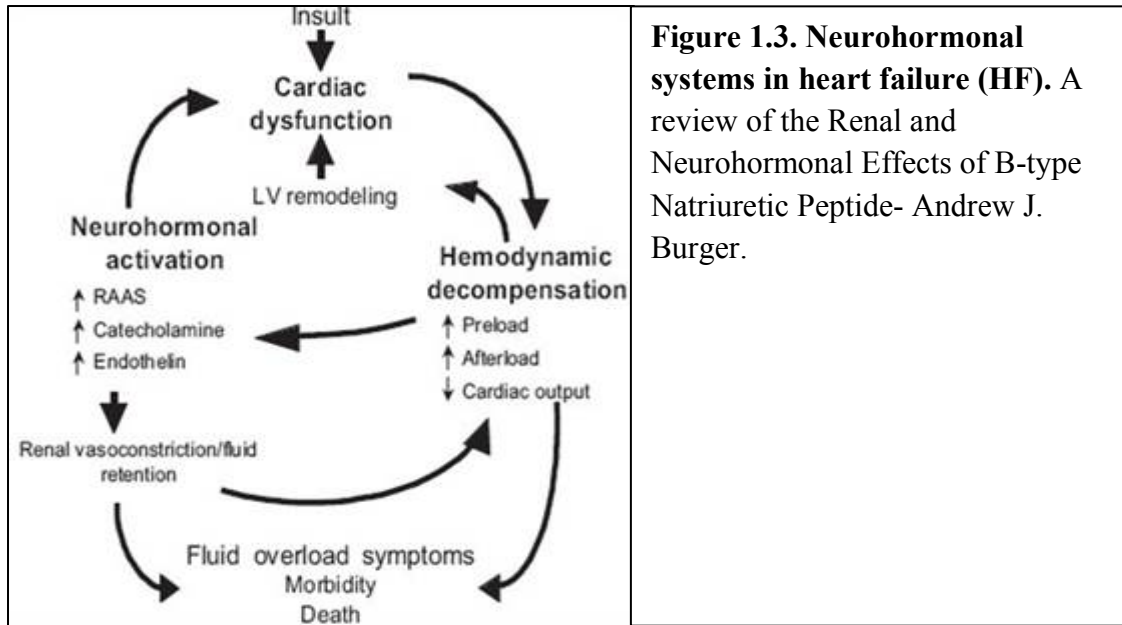 Insult
Cardiac
dysfunction
LV remodeling
Neurohormonal
activation
↑ RAAS
↑ Catecholamine
↑ Endothelin
Hemodynamic
decompensation
↑ Preload
↑ Afterload
↓ Cardiac output
Renal vasoconstriction/fluid
retention
Fluid overload symptoms
Morbidity
Death
Figure 1.3. Neurohormonal
systems in heart failure (HF). A
review of the Renal and
Neurohormonal Effects of B-type
Natriuretic Peptide- Andrew J.
Burger.